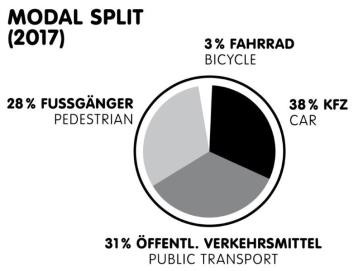 MODAL SPLIT
(2017)
3 % FAHRRAD
BICYCLE
28 % FUSSGÄNGER
PEDESTRIAN
38 % KFZ
CAR
31 % ÖFFENTL. VERKEHRSMITTEL
PUBLIC TRANSPORT